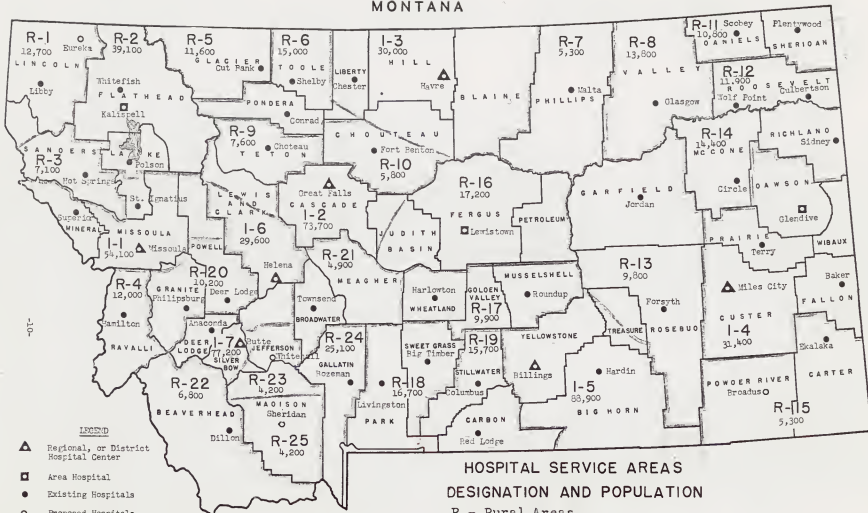 MONTANA
R-1
12,700
Eureka
LINCOLN
Libby
R-2
39,100
Whitefish
FLATHEAD
Kalispell
R-5
11,600
GLACIER
Cut Bank
R-6
15,000
TOOLE
Shelby
LIBERTY
Chester
I-3
30,000
HILL
Havre
BLAINE
R-7
5,300
Malta
PHILLIPS
R-8
13,800
VALLEY
Glasgow
R-11
10,800
Scobey
DANIELS
Plentywood
SHERIDAN
R-12
11,900
ROOSEVELT
Wolf Point
Culbertson
PONDERA
Conrad
R-9
7,600
Choteau
TETON
CHOUTEAU
Fort Benton
R-10
5,800
SANDERS
R-3
7,100
Hot Springs
LAKE
Polson
St. Ignatius
Superior
MINERAL
MISSOULA
I-1
54,100
Missoula
POWELL
LEWIS
AND
CLARK
I-6
29,600
Helena
Great Falls
CASCADE
I-2
73,700
JUDITH
BASIN
R-16
17,200
FERGUS
Lewistown
PETROLEUM
GARFIELD
Jordan
R-14
14,400
MCCONE
Circle
RICHLAND
Sidney
DAWSON
Glendive
PRAIRIE
Terry
WIBAUX
R-4
12,000
Hamilton
RAVALLI
R-20
10,200
GRANITE
Philipsburg
Deer Lodge
Anaconda
DEER
LODGE
I-7
77,200
SILVER
BOW
Butte
JEFFERSON
Whitehall
R-21
4,900
MEAGHER
Townsend
BROADWATER
Harlowton
WHEATLAND
GOLDEN
VALLEY
R-17
9,900
MUSSELSHELL
Roundup
R-13
9,800
Forsyth
TREASURE
ROSEBUD
Miles City
CUSTER
I-4
31,400
Baker
FALLON
Ekalaka
CARTER
R-22
6,800
BEAVERHEAD
Dillon
R-23
4,200
MADISON
Sheridan
R-25
4,200
R-24
25,100
GALLATIN
Bozeman
R-18
16,700
Livingston
PARK
SWEET GRASS
Big Timber
R-19
15,700
STILLWATER
Columbus
YELLOWSTONE
Billings
CARBON
Red Lodge
I-5
88,900
Hardin
BIG HORN
POWDER RIVER
Broadus
R-15
5,300
LEGEND
Regional, or District
Hospital Center
Area Hospital
Existing Hospitals
Proposed Hospitals
HOSPITAL SERVICE AREAS
DESIGNATION AND POPULATION
R - Rural Areas